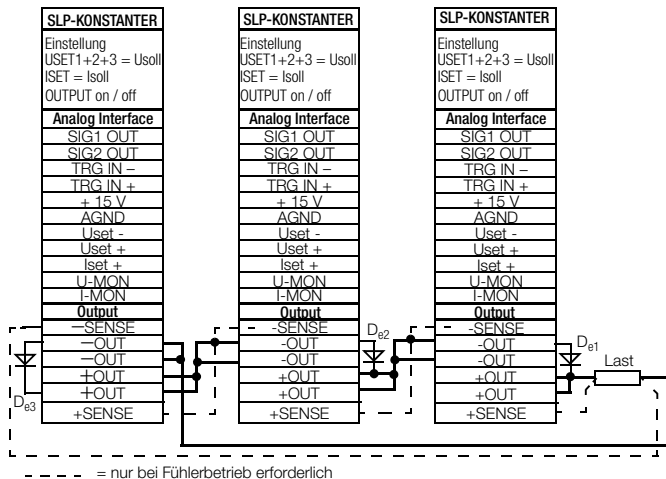 SLP-KONSTANTER
Einstellung
USET1+2+3 = Usoll
ISET = Isoll
OUTPUT on / off
Analog Interface
SIG1 OUT
SIG2 OUT
TRG IN –
TRG IN +
+ 15 V
AGND
Uset -
Uset +
Iset +
U-MON
I-MON
Output
–SENSE
–OUT
–OUT
+OUT
+OUT
+SENSE
De3
SLP-KONSTANTER
Einstellung
USET1+2+3 = Usoll
ISET = Isoll
OUTPUT on / off
Analog Interface
SIG1 OUT
SIG2 OUT
TRG IN –
TRG IN +
+ 15 V
AGND
Uset -
Uset +
Iset +
U-MON
I-MON
Output
-SENSE
-OUT
-OUT
+OUT
+OUT
+SENSE
De2
SLP-KONSTANTER
Einstellung
USET1+2+3 = Usoll
ISET = Isoll
OUTPUT on / off
Analog Interface
SIG1 OUT
SIG2 OUT
TRG IN –
TRG IN +
+ 15 V
AGND
Uset -
Uset +
Iset +
U-MON
I-MON
Output
-SENSE
-OUT
-OUT
+OUT
+OUT
+SENSE
De1
Last
= nur bei Fühlerbetrieb erforderlich